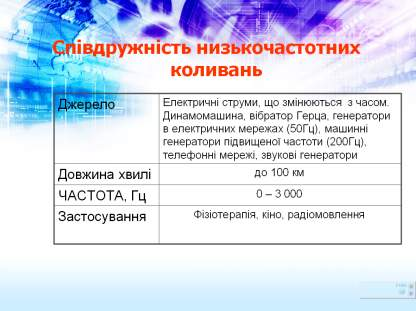 Співдружність низькочастотних
коливань
Джерело
Електричні струми, що змінюються з часом.
Динамомашина, вібратор Герца, генератори
в електричних мережах (50Гц), машинні
генератори підвищеної частоти (200Гц),
телефонні мережі, звукові генератори
Довжина хвилі
до 100 км
ЧАСТОТА, Гц
0 – 3 000
Застосування
Фізіотерапія, кіно, радіомовлення